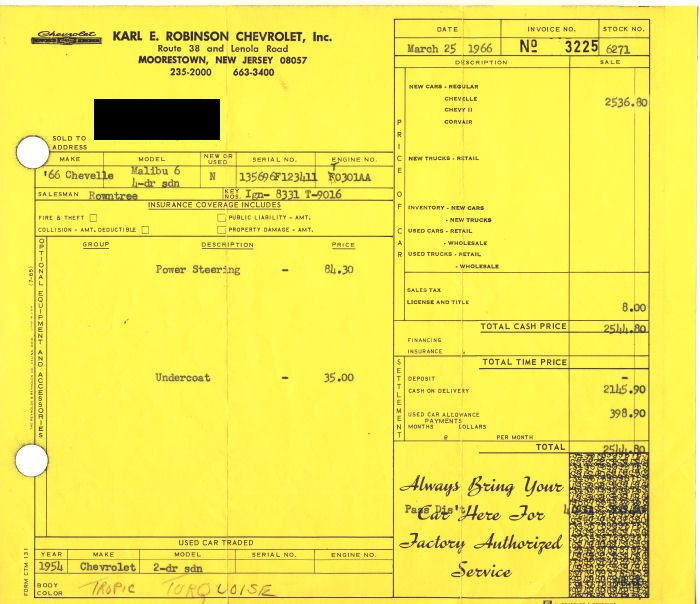 Chevrolet
KARL E. ROBINSON CHEVROLET, Inc.
Route 38 and Lenola Road
MOORESTOWN, NEW JERSEY 08057
235-2000 663-3400
DATE INVOICE NO. STOCK NO.
March 25 1966 Nº 3225 6271
DESCRIPTION SALE
PRICE OF CAR
NEW CARS - REGULAR
CHEVELLE 2536.80
CHEVY II
CORVAIR
NEW TRUCKS - RETAIL
INVENTORY - NEW CARS
- NEW TRUCKS
USED CARS - RETAIL
- WHOLESALE
USED TRUCKS - RETAIL
- WHOLESALE
SALES TAX
LICENSE AND TITLE 8.00
TOTAL CASH PRICE 2544.80
FINANCING
INSURANCE
TOTAL TIME PRICE
SETTLEMENT
DEPOSIT -
CASH ON DELIVERY 2145.90
USED CAR ALLOWANCE 398.90
PAYMENTS
MONTHS DOLLARS
@ PER MONTH
TOTAL 2544.80
SOLD TO
ADDRESS
MAKE MODEL NEW OR USED SERIAL NO. ENGINE NO.
'66 Chevelle Malibu 6 4-dr sdn N 135696F123411 T0301AA
SALESMAN Rowntree KEY NOS. Ign- 8331 T-9016
INSURANCE COVERAGE INCLUDES
FIRE & THEFT PUBLIC LIABILITY - AMT.
COLLISION - AMT. DEDUCTIBLE PROPERTY DAMAGE - AMT.
OPTIONAL EQUIPMENT AND ACCESSORIES
(7-65)
GROUP DESCRIPTION PRICE
Power Steering - 84.30
Undercoat - 35.00
USED CAR TRADED
YEAR MAKE MODEL SERIAL NO. ENGINE NO.
1954 Chevrolet 2-dr sdn
BODY COLOR TROPIC TURQUOISE
FORM CTM 131
Always Bring Your
Car Here For
Factory Authorized
Service
Pass Dis't